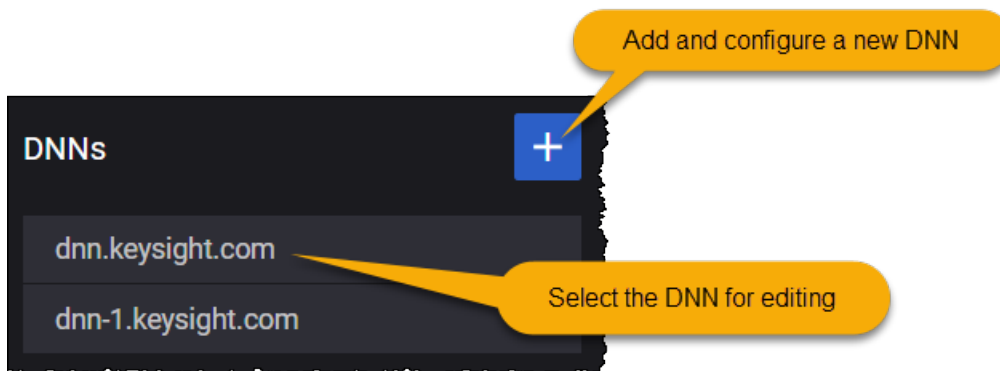 Add and configure a new DNN
DNNs
+
dnn.keysight.com
Select the DNN for editing
dnn-1.keysight.com